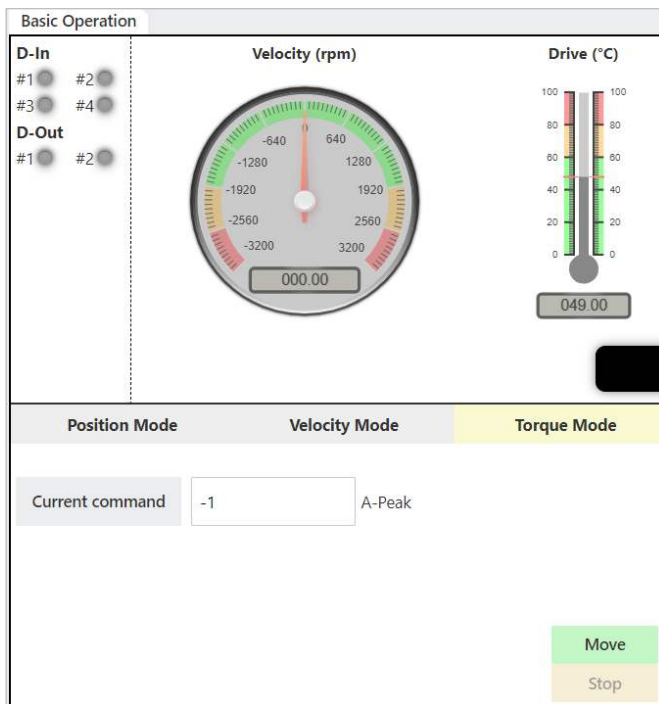 Basic Operation
D-In
#1 #2
#3 #4
D-Out
#1 #2
Velocity (rpm)
0
-640 640
-1280 1280
-1920 1920
-2560 2560
-3200 3200
000.00
Drive (°C)
100 100
80 80
60 60
40 40
20 20
0 0
049.00
Position Mode Velocity Mode Torque Mode
Current command -1 A-Peak
Move
Stop